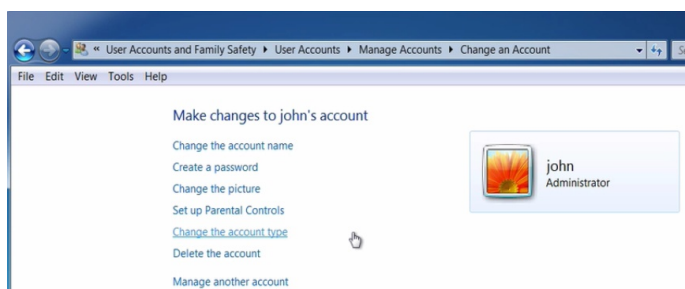 « User Accounts and Family Safety ▸ User Accounts ▸ Manage Accounts ▸ Change an Account
File Edit View Tools Help
Make changes to john's account
Change the account name
Create a password
Change the picture
Set up Parental Controls
Change the account type
Delete the account
Manage another account
john
Administrator